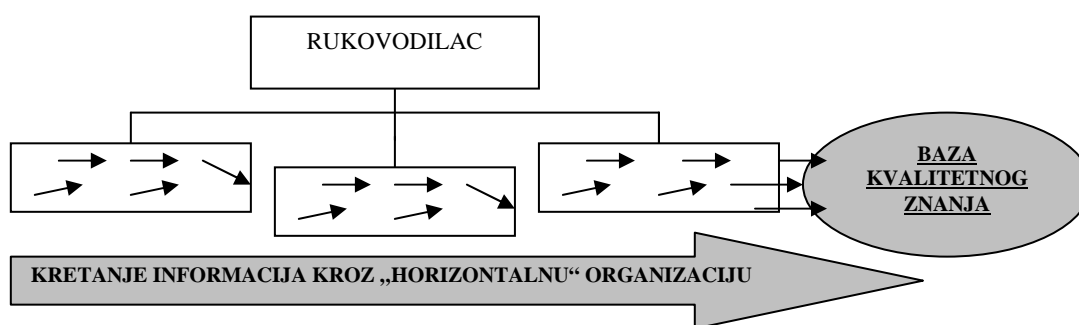 RUKOVODILAC
BAZA
KVALITETNOG
ZNANJA
KRETANJE INFORMACIJA KROZ „HORIZONTALNU“ ORGANIZACIJU